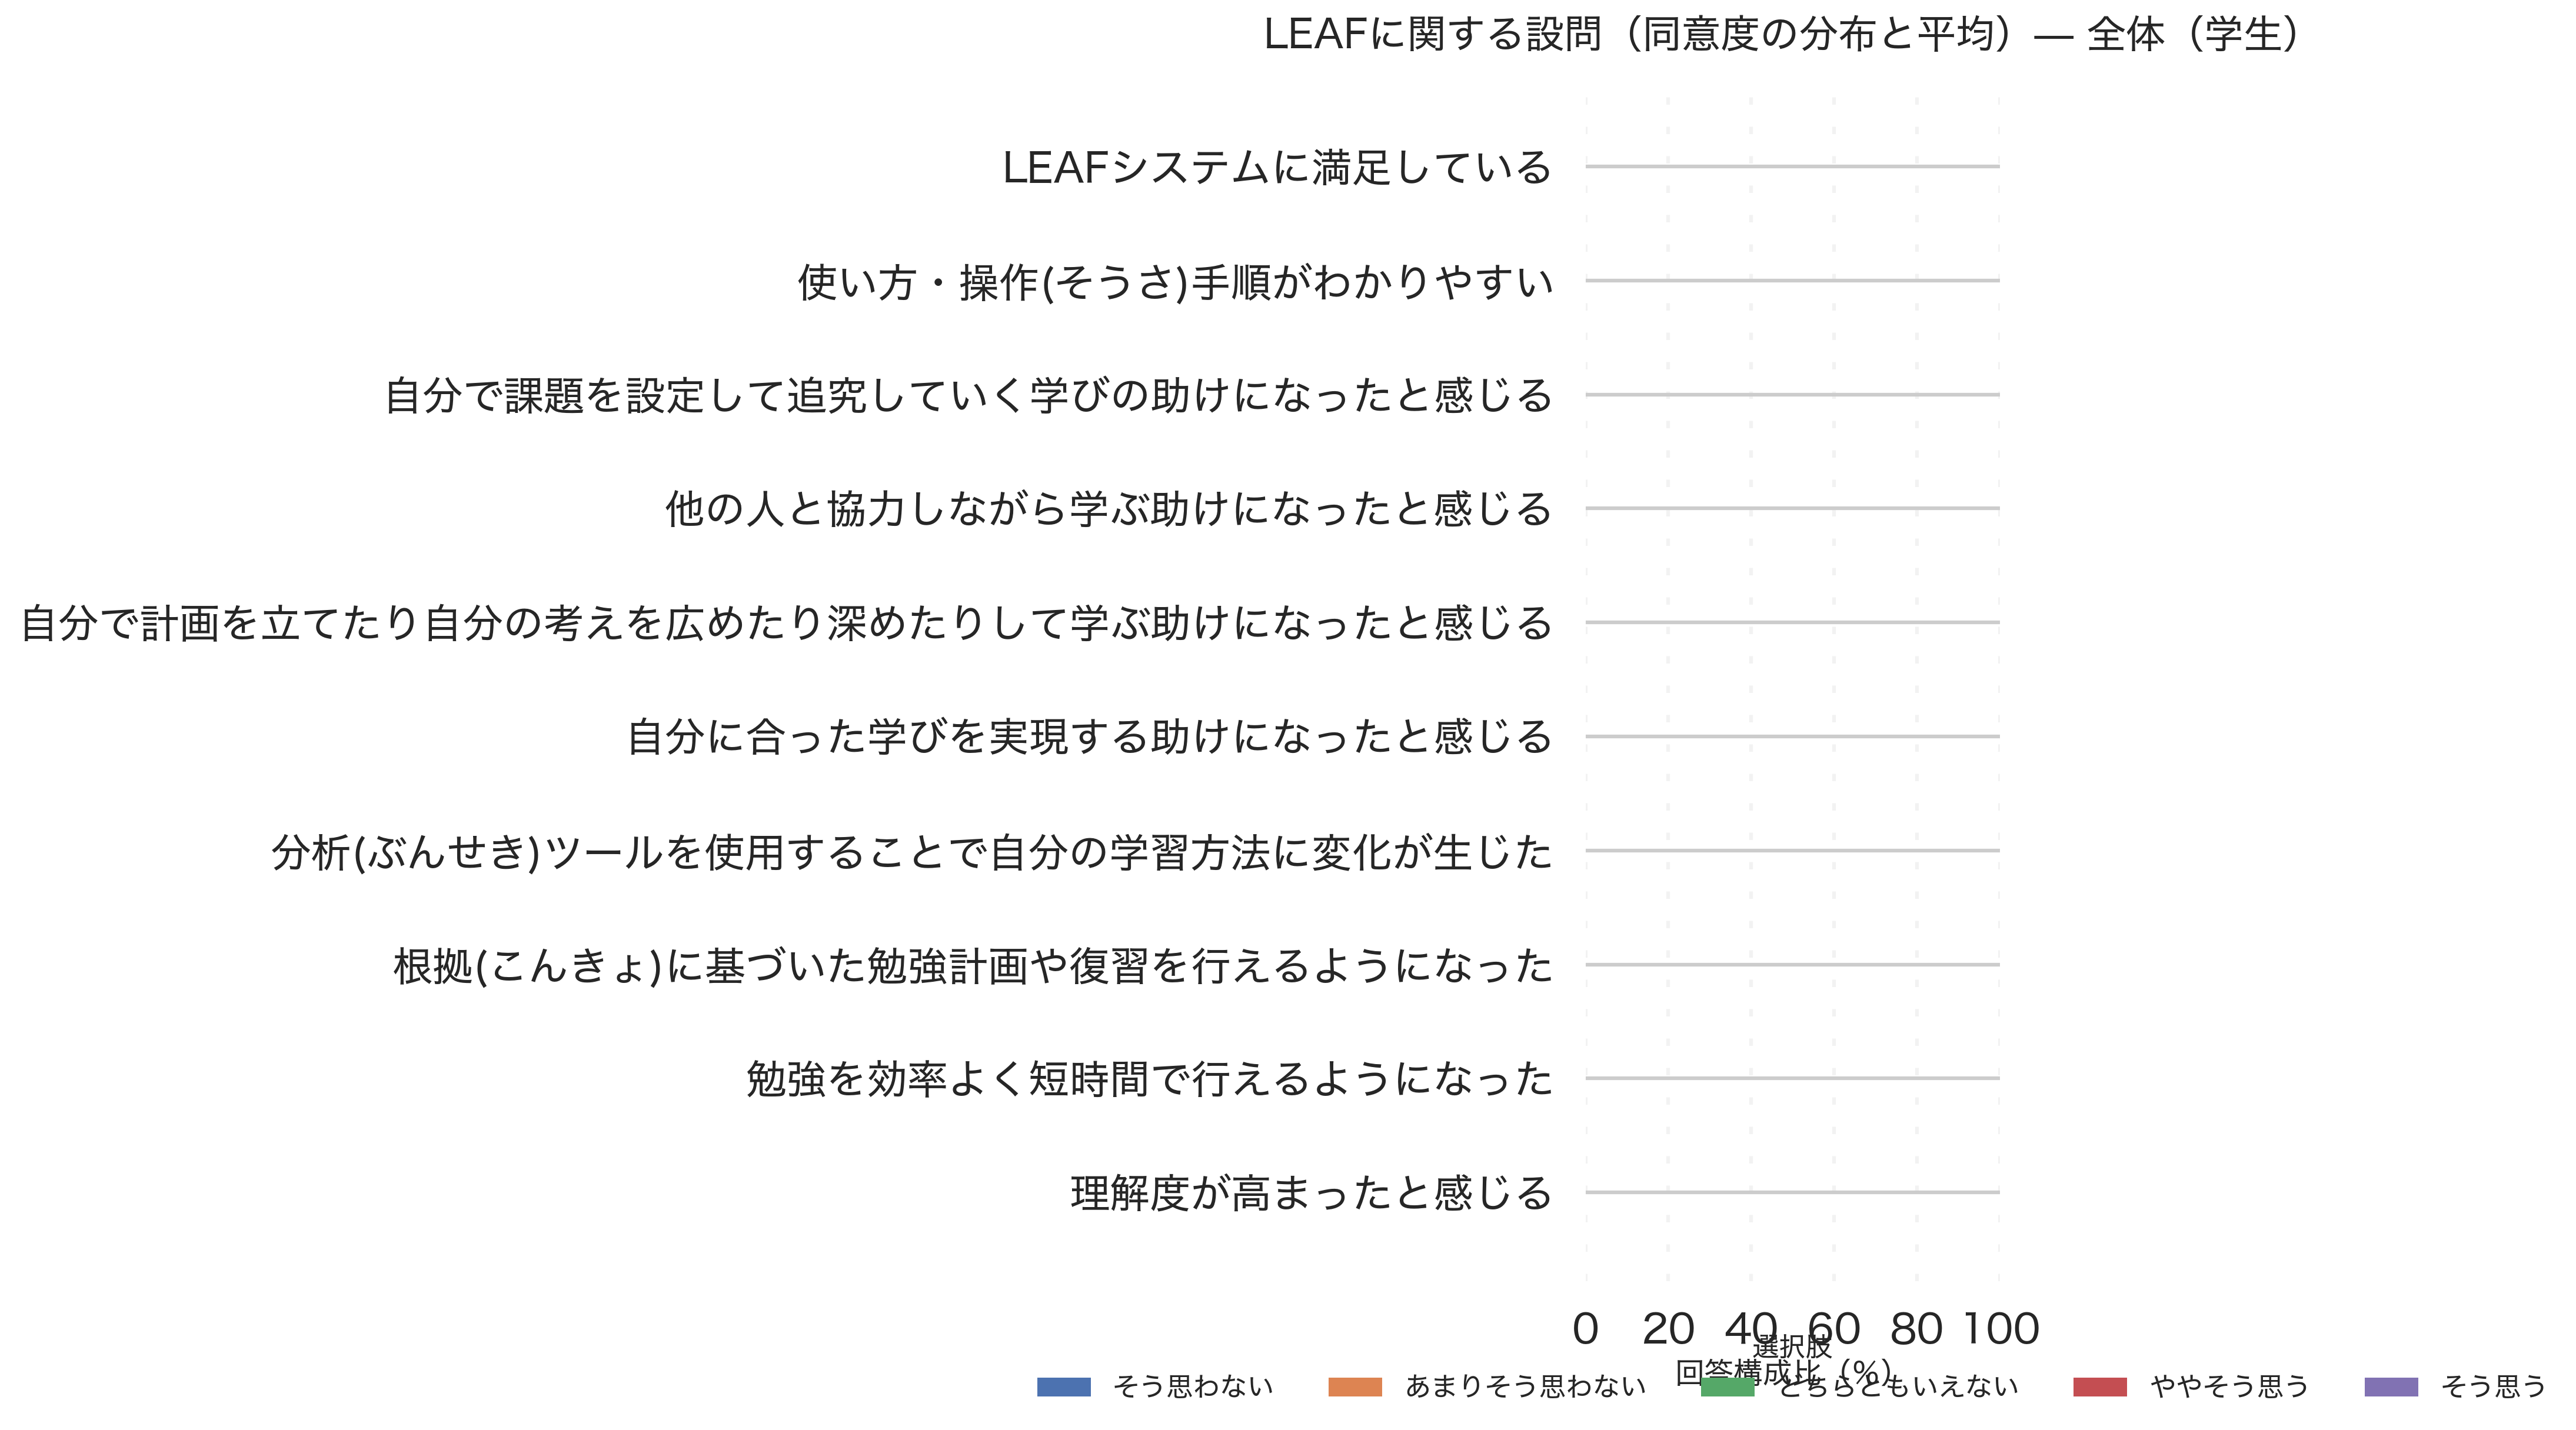 LEAFに関する設問（同意度の分布と平均）— 全体（学生）
LEAFシステムに満足している
使い方・操作(そうさ)手順がわかりやすい
自分で課題を設定して追究していく学びの助けになったと感じる
他の人と協力しながら学ぶ助けになったと感じる
自分で計画を立てたり自分の考えを広めたり深めたりして学ぶ助けになったと感じる
自分に合った学びを実現する助けになったと感じる
分析(ぶんせき)ツールを使用することで自分の学習方法に変化が生じた
根拠(こんきょ)に基づいた勉強計画や復習を行えるようになった
勉強を効率よく短時間で行えるようになった
理解度が高まったと感じる
0 20 40 60 80 100
選択肢
回答構成比（%）
そう思わない あまりそう思わない どちらともいえない ややそう思う そう思う